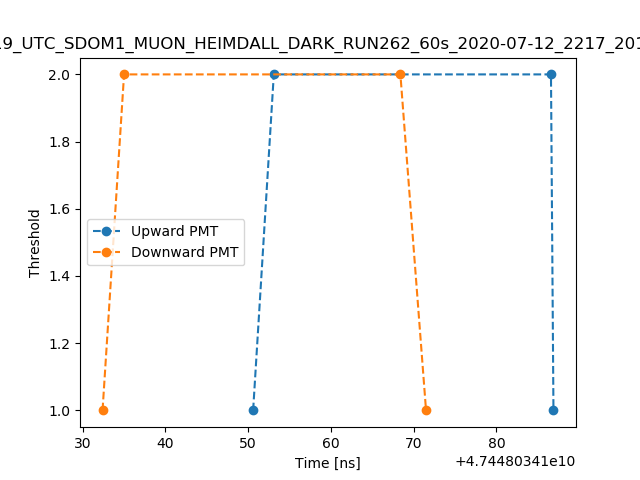 19_UTC_SDOM1_MUON_HEIMDALL_DARK_RUN262_60s_2020-07-12_2217_201
2.0
1.8
1.6
1.4
1.2
1.0
Threshold
Upward PMT
Downward PMT
30 40 50 60 70 80
Time [ns]
+4.74480341e10